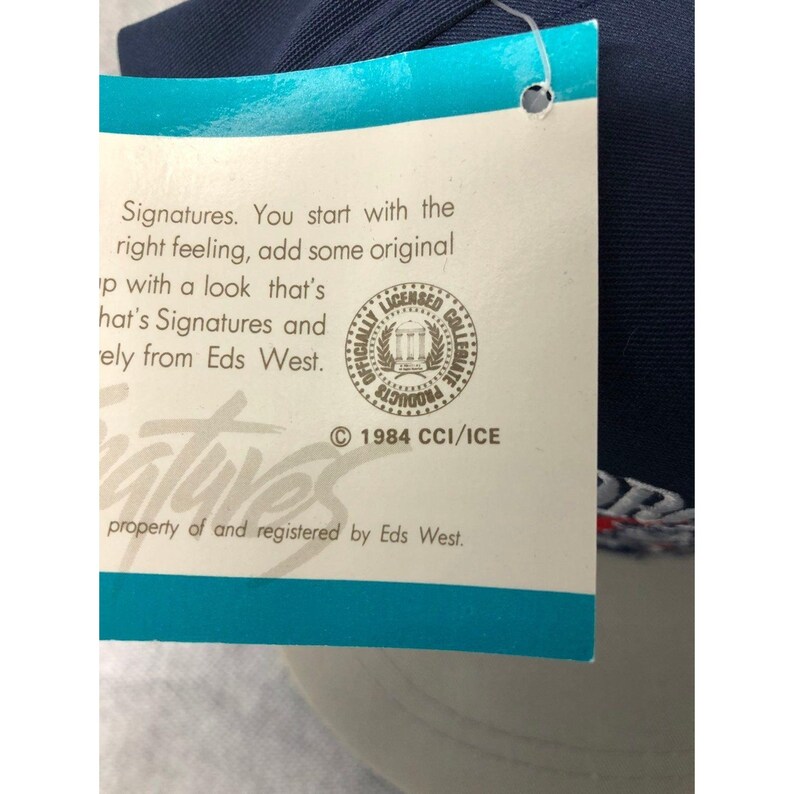 Signatures. You start with the
right feeling, add some original
up with a look that's
hat's Signatures and
rely from Eds West.
OFFICIALLY LICENSED COLLEGIATE PRODUCTS
© 1984 CCI/ICE
natures
property of and registered by Eds West.